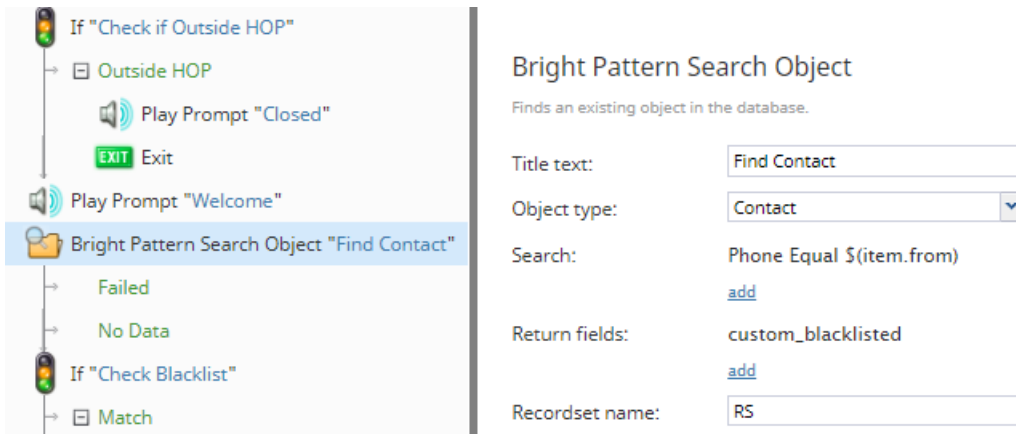 If "Check if Outside HOP"
Outside HOP
Play Prompt "Closed"
EXIT Exit
Play Prompt "Welcome"
Bright Pattern Search Object "Find Contact"
Failed
No Data
If "Check Blacklist"
Match
Bright Pattern Search Object
Finds an existing object in the database.
Title text: Find Contact
Object type: Contact
Search: Phone Equal $(item.from)
add
Return fields: custom_blacklisted
add
Recordset name: RS